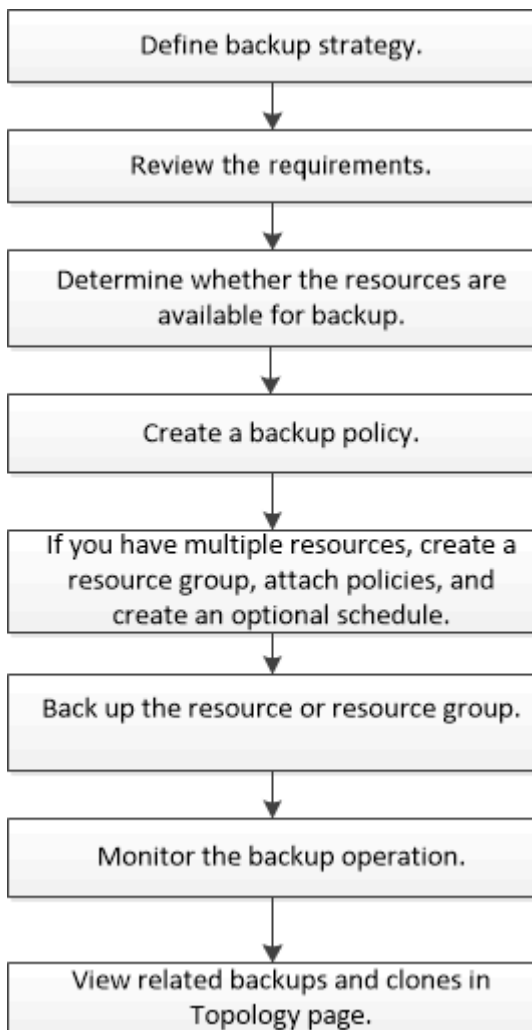 Define backup strategy.
Review the requirements.
Determine whether the resources are
available for backup.
Create a backup policy.
If you have multiple resources, create a
resource group, attach policies, and
create an optional schedule.
Back up the resource or resource group.
Monitor the backup operation.
View related backups and clones in
Topology page.